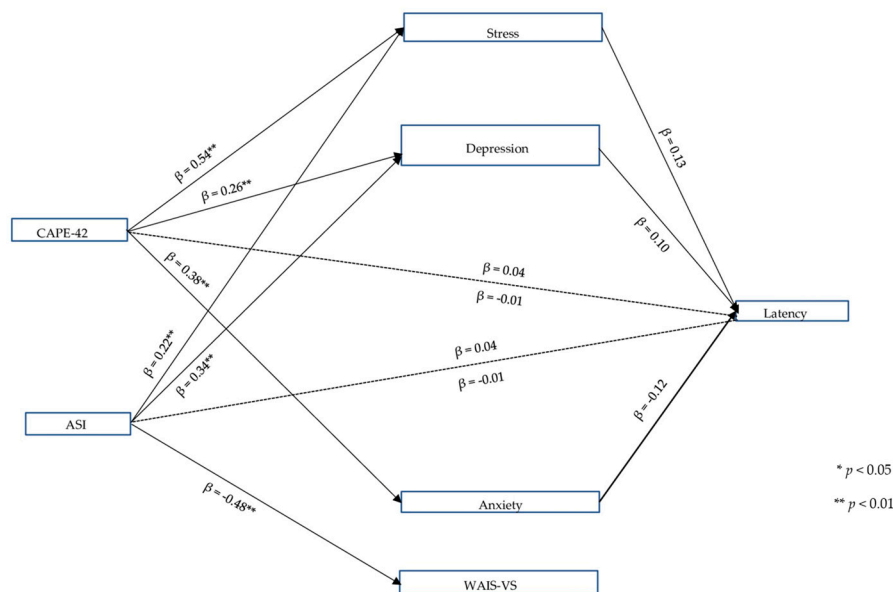 Stress
β = 0.13
Depression
β = 0.54**
β = 0.26**
β = 0.10
CAPE-42
β = 0.38**
β = 0.04
β = -0.01
Latency
β = 0.22**
β = 0.34**
β = 0.04
β = -0.01
β = -0.12
ASI
* p < 0.05
β = -0.48**
Anxiety
** p < 0.01
WAIS-VS